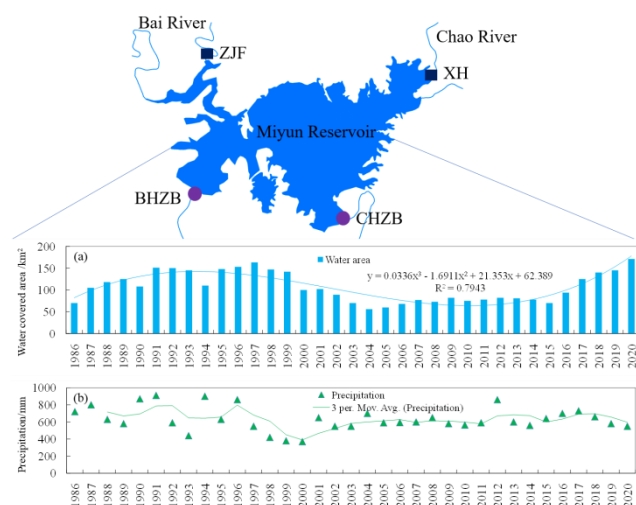 Bai River
Chao River
ZJF
XH
Miyun Reservoir
BHZB
CHZB
(a)
Water area
y = 0.0336x³ - 1.6911x² + 21.353x + 62.389
R² = 0.7943
Water covered area /km²
200
150
100
50
0
1986 1987 1988 1989 1990 1991 1992 1993 1994 1995 1996 1997 1998 1999 2000 2001 2002 2003 2004 2005 2006 2007 2008 2009 2010 2011 2012 2013 2014 2015 2016 2017 2018 2019 2020
(b)
Precipitation
3 per. Mov. Avg. (Precipitation)
Precipitation/mm
1000
800
600
400
200
0
1986 1987 1988 1989 1990 1991 1992 1993 1994 1995 1996 1997 1998 1999 2000 2001 2002 2003 2004 2005 2006 2007 2008 2009 2010 2011 2012 2013 2014 2015 2016 2017 2018 2019 2020